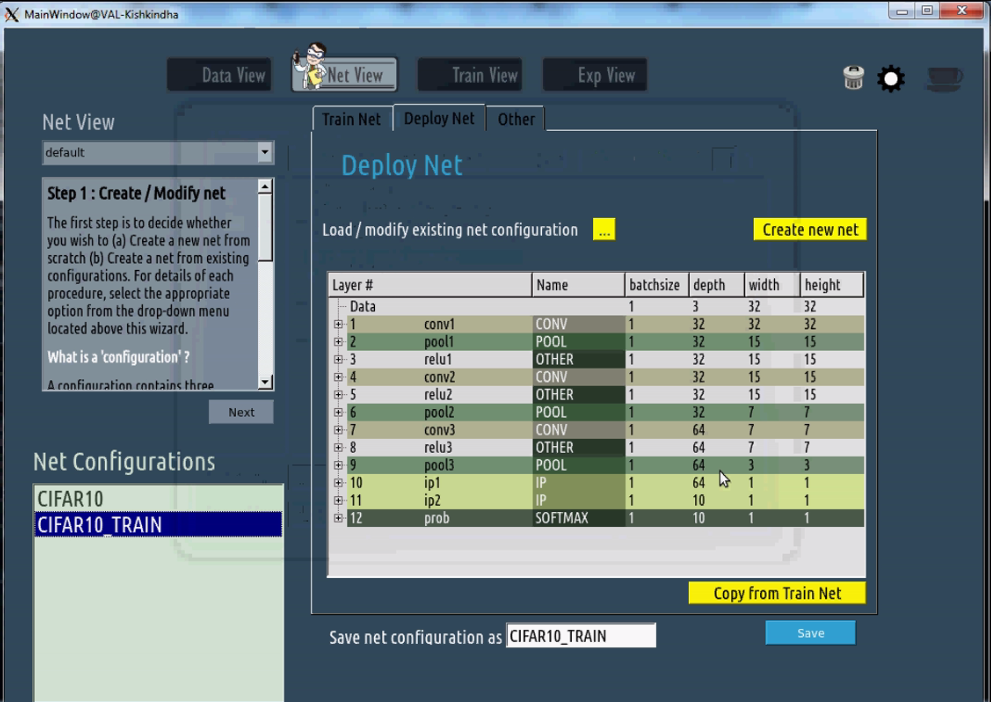 MainWindow@VAL-Kishkindha
Data View
Net View
Train View
Exp View
Net View
default
Step 1 : Create / Modify net
The first step is to decide whether
you wish to (a) Create a new net from
scratch (b) Create a net from existing
configurations. For details of each
procedure, select the appropriate
option from the drop-down menu
located above this wizard.
What is a 'configuration' ?
A configuration contains three
Next
Net Configurations
CIFAR10
CIFAR10_TRAIN
Train Net Deploy Net Other
Deploy Net
Load / modify existing net configuration ... Create new net
Layer # Name batchsize depth width height
Data 1 3 32 32
1 conv1 CONV 1 32 32 32
2 pool1 POOL 1 32 15 15
3 relu1 OTHER 1 32 15 15
4 conv2 CONV 1 32 15 15
5 relu2 OTHER 1 32 15 15
6 pool2 POOL 1 32 7 7
7 conv3 CONV 1 64 7 7
8 relu3 OTHER 1 64 7 7
9 pool3 POOL 1 64 3 3
10 ip1 IP 1 64 1 1
11 ip2 IP 1 10 1 1
12 prob SOFTMAX 1 10 1 1
Copy from Train Net
Save net configuration as CIFAR10_TRAIN Save